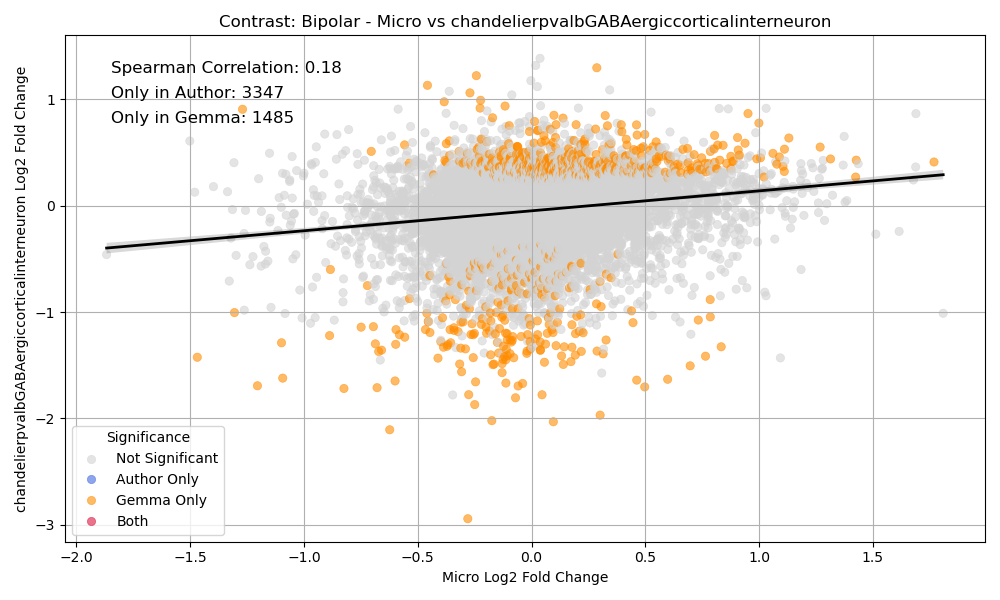 Contrast: Bipolar - Micro vs chandelierpvalbGABAergiccorticalinterneuron
chandelierpvalbGABAergiccorticalinterneuron Log2 Fold Change
Spearman Correlation: 0.18
Only in Author: 3347
Only in Gemma: 1485
1
0
−1
−2
−3
Significance
Not Significant
Author Only
Gemma Only
Both
−2.0 −1.5 −1.0 −0.5 0.0 0.5 1.0 1.5
Micro Log2 Fold Change